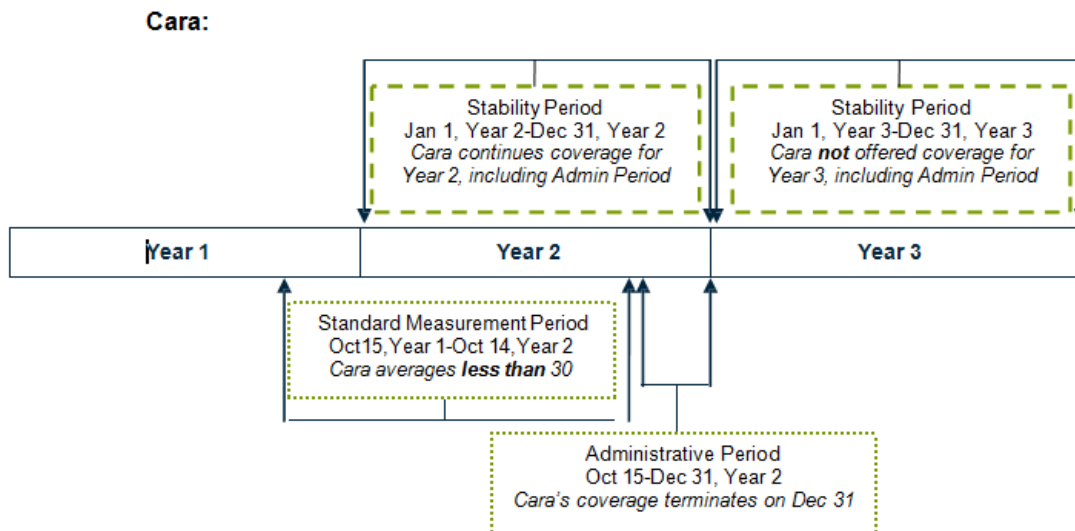 Cara:
Stability Period
Jan 1, Year 2-Dec 31, Year 2
Cara continues coverage for
Year 2, including Admin Period
Stability Period
Jan 1, Year 3-Dec 31, Year 3
Cara not offered coverage for
Year 3, including Admin Period
Year 1
Year 2
Year 3
Standard Measurement Period
Oct15,Year 1-Oct 14,Year 2
Cara averages less than 30
Administrative Period
Oct 15-Dec 31, Year 2
Cara's coverage terminates on Dec 31